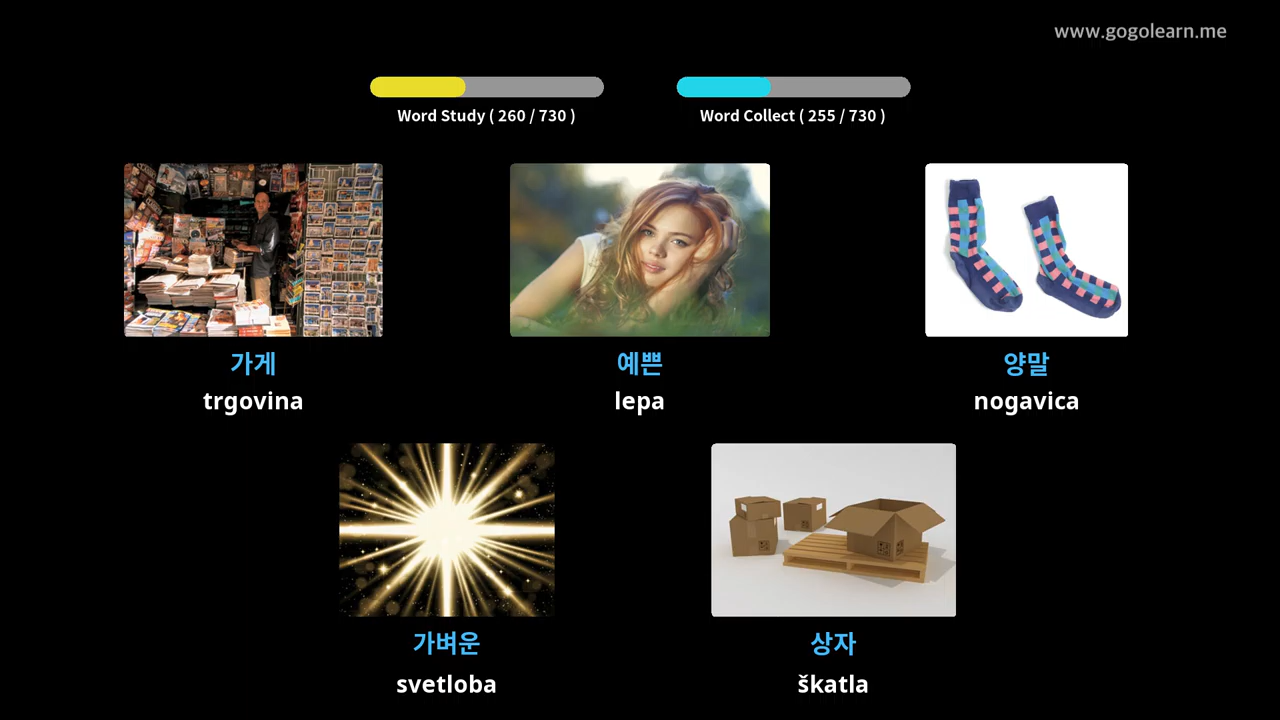 www.gogolearn.me
Word Study ( 260 / 730 )
Word Collect ( 255 / 730 )
가게
예쁜
양말
trgovina
lepa
nogavica
가벼운
상자
svetloba
škatla